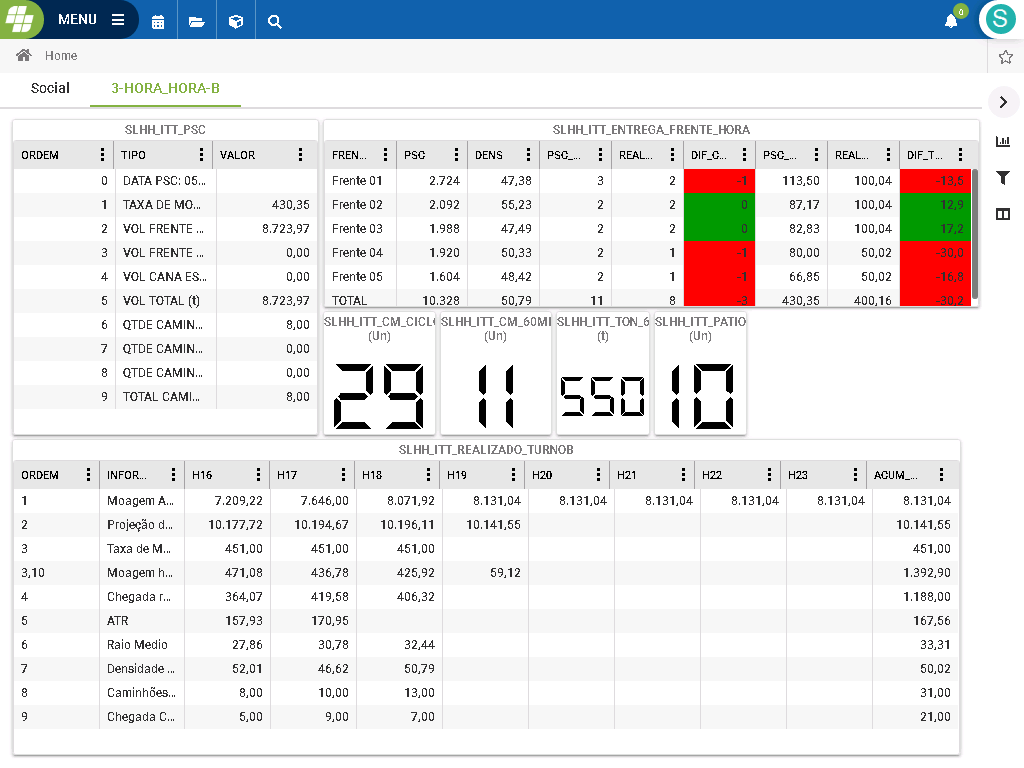 MENU
0
S
Home
Social 3-HORA_HORA-B
SLHH_ITT_PSC
ORDEM TIPO VALOR
0 DATA PSC: 05...
1 TAXA DE MO... 430,35
2 VOL FRENTE ... 8.723,97
3 VOL FRENTE ... 0,00
4 VOL CANA ES... 0,00
5 VOL TOTAL (t) 8.723,97
6 QTDE CAMIN... 8,00
7 QTDE CAMIN... 0,00
8 QTDE CAMIN... 0,00
9 TOTAL CAMI... 8,00
SLHH_ITT_ENTREGA_FRENTE_HORA
FREN... PSC DENS PSC_... REAL... DIF_C... PSC_... REAL... DIF_T...
Frente 01 2.724 47,38 3 2 -1 113,50 100,04 -13,5
Frente 02 2.092 55,23 2 2 0 87,17 100,04 12,9
Frente 03 1.988 47,49 2 2 0 82,83 100,04 17,2
Frente 04 1.920 50,33 2 1 -1 80,00 50,02 -30,0
Frente 05 1.604 48,42 2 1 -1 66,85 50,02 -16,8
TOTAL 10.328 50,79 11 8 -3 430,35 400,16 -30,2
SLHH_ITT_CM_CICL
(Un)
29
SLHH_ITT_CM_60MI
(Un)
11
SLHH_ITT_TON_6
(t)
550
SLHH_ITT_PATIO
(Un)
10
SLHH_ITT_REALIZADO_TURNOB
ORDEM INFOR... H16 H17 H18 H19 H20 H21 H22 H23 ACUM_...
1 Moagem A... 7.209,22 7.646,00 8.071,92 8.131,04 8.131,04 8.131,04 8.131,04 8.131,04 8.131,04
2 Projeção d... 10.177,72 10.194,67 10.196,11 10.141,55 10.141,55
3 Taxa de M... 451,00 451,00 451,00 451,00
3,10 Moagem h... 471,08 436,78 425,92 59,12 1.392,90
4 Chegada r... 364,07 419,58 406,32 1.188,00
5 ATR 157,93 170,95 167,56
6 Raio Medio 27,86 30,78 32,44 33,31
7 Densidade ... 52,01 46,62 50,79 50,02
8 Caminhões... 8,00 10,00 13,00 31,00
9 Chegada C... 5,00 9,00 7,00 21,00